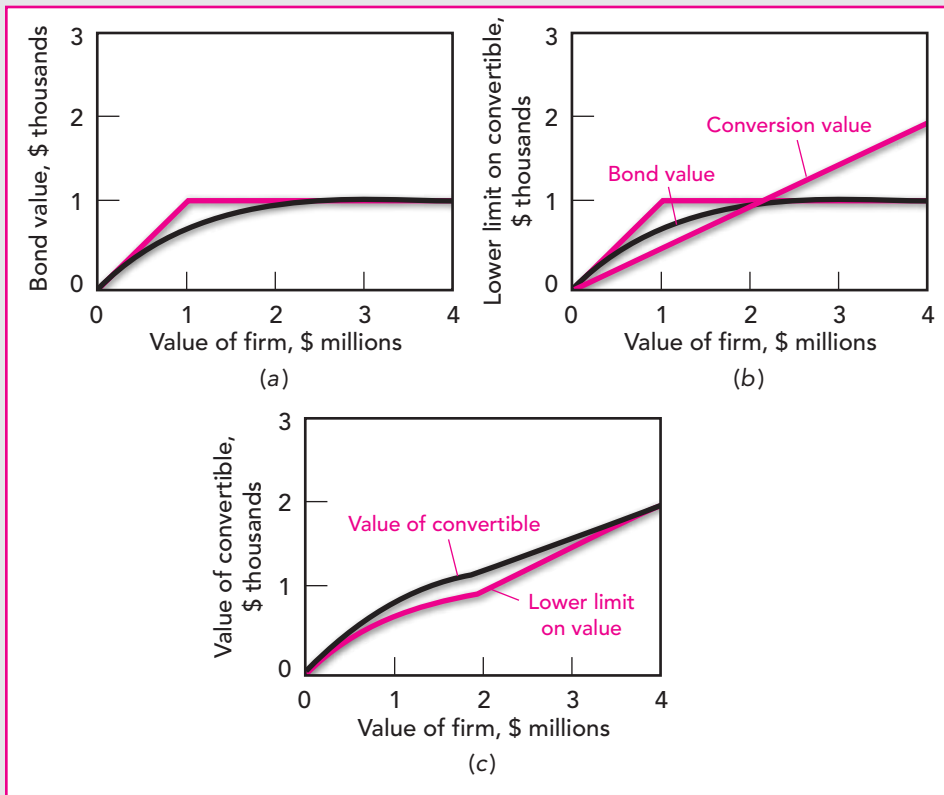 Bond value, $ thousands
3
2
1
0
0 1 2 3 4
Value of firm, $ millions
(a)
Lower limit on convertible,
$ thousands
3
2
1
0
Conversion value
Bond value
0 1 2 3 4
Value of firm, $ millions
(b)
Value of convertible,
$ thousands
3
2
1
0
Value of convertible
Lower limit
on value
0 1 2 3 4
Value of firm, $ millions
(c)